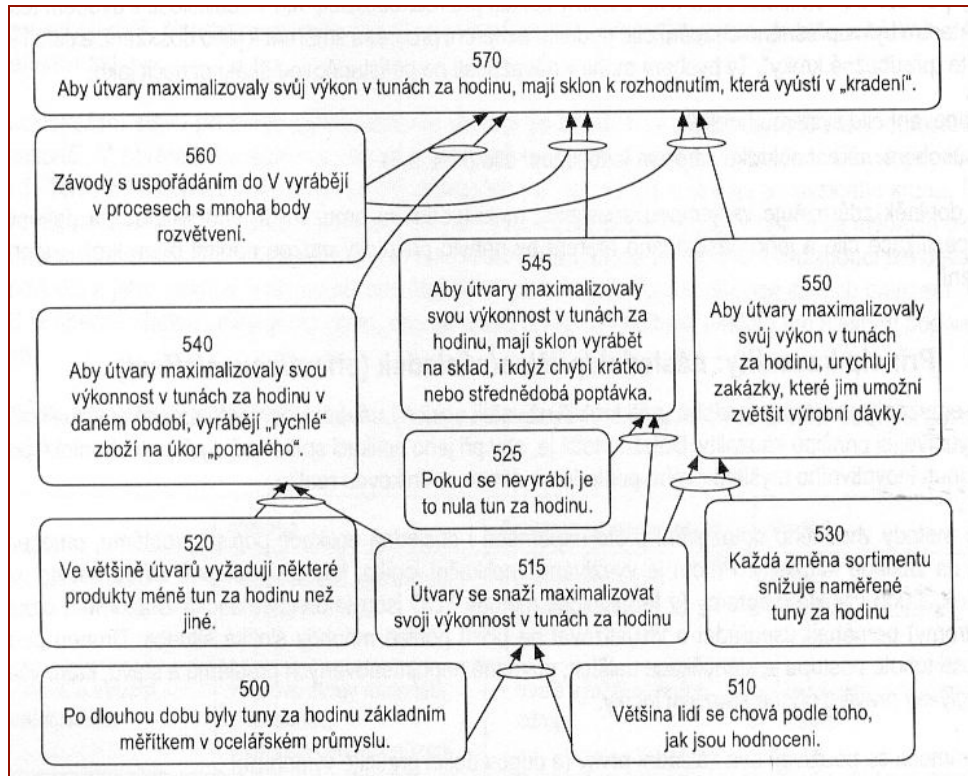 570
Aby útvary maximalizovaly svůj výkon v tunách za hodinu, mají sklon k rozhodnutím, která vyústí v „kradení“.
560
Závody s uspořádáním do V vyrábějí
v procesech s mnoha body
rozvětvení.
545
Aby útvary maximalizovaly
svou výkonnost v tunách za
hodinu, mají sklon vyrábět
na sklad, i když chybí krátko-
nebo střednědobá poptávka.
550
Aby útvary maximalizovaly
svůj výkon v tunách
za hodinu, urychlují
zakázky, které jim umožní
zvětšit výrobní dávky.
540
Aby útvary maximalizovaly svou
výkonnost v tunách za hodinu v
daném období, vyrábějí „rychlé“
zboží na úkor „pomalého“.
525
Pokud se nevyrábí, je
to nula tun za hodinu.
520
Ve většině útvarů vyžadují některé
produkty méně tun za hodinu než
jiné.
515
Útvary se snaží maximalizovat
svoji výkonnost v tunách za hodinu
530
Každá změna sortimentu
snižuje naměřené
tuny za hodinu.
500
Po dlouhou dobu byly tuny za hodinu základním
měřítkem v ocelářském průmyslu.
510
Většina lidí se chová podle toho,
jak jsou hodnoceni.